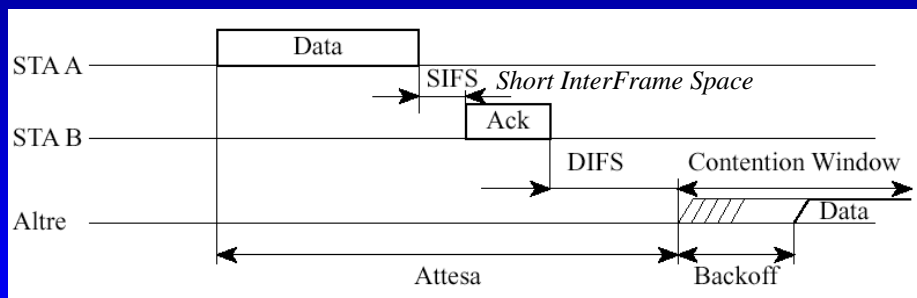 Data
STA A
SIFS Short InterFrame Space
Ack
STA B
DIFS Contention Window
Altre
Data
Attesa Backoff